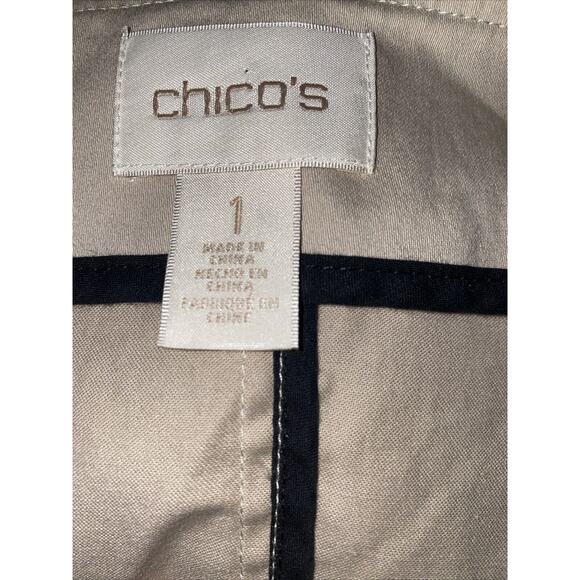 chico's
1
MADE IN
CHINA
HECHO EN
CHINA
FABRIQUÉ EN
CHINE